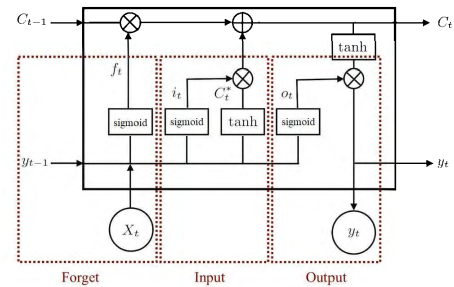 C_{t-1}
C_t
tanh
f_t
i_t
C_t^*
o_t
sigmoid
sigmoid
tanh
sigmoid
y_{t-1}
y_t
X_t
y_t
Forget
Input
Output